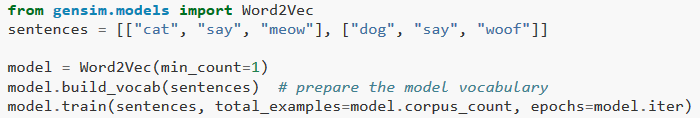 from gensim.models import Word2Vec
sentences = [["cat", "say", "meow"], ["dog", "say", "woof"]]
model = Word2Vec(min_count=1)
model.build_vocab(sentences)  # prepare the model vocabulary
model.train(sentences, total_examples=model.corpus_count, epochs=model.iter)